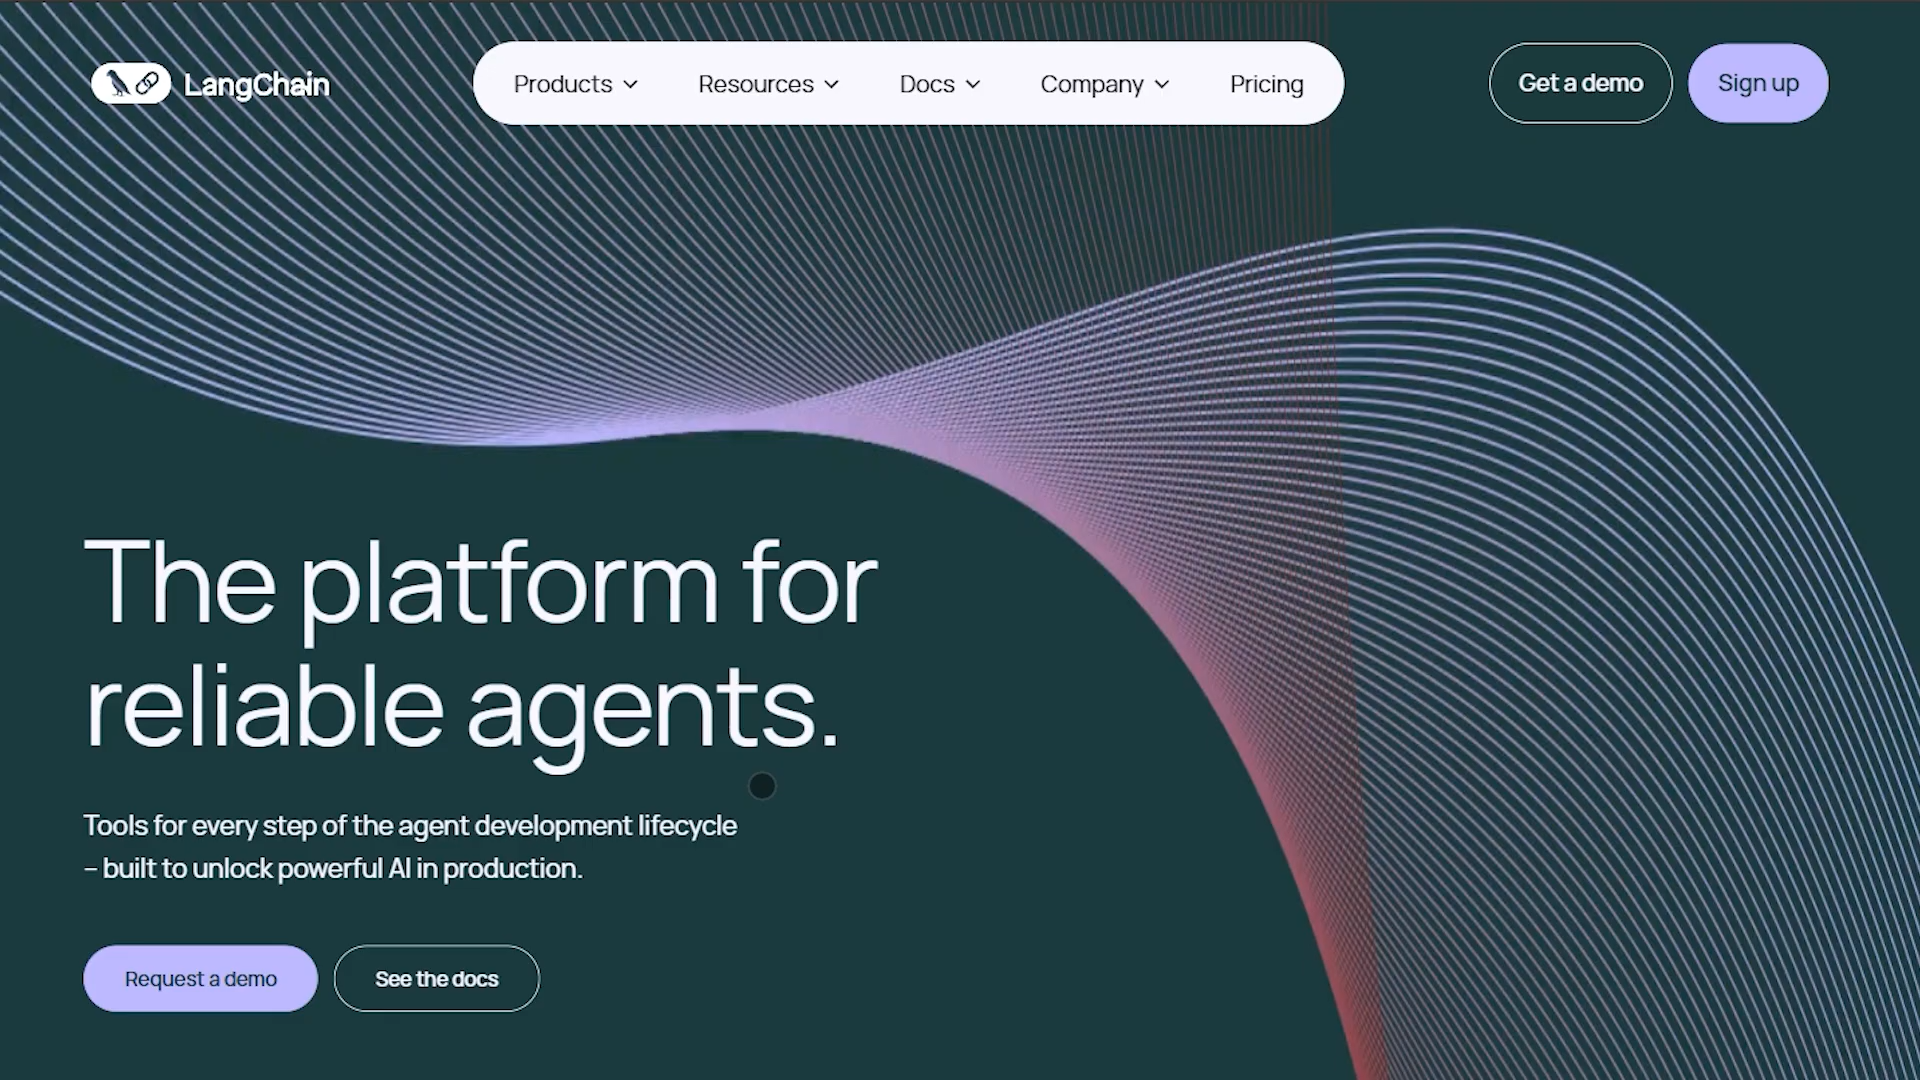 LangChain
Products
Resources
Docs
Company
Pricing
Get a demo
Sign up
The platform for
reliable agents.
Tools for every step of the agent development lifecycle
– built to unlock powerful AI in production.
Request a demo
See the docs